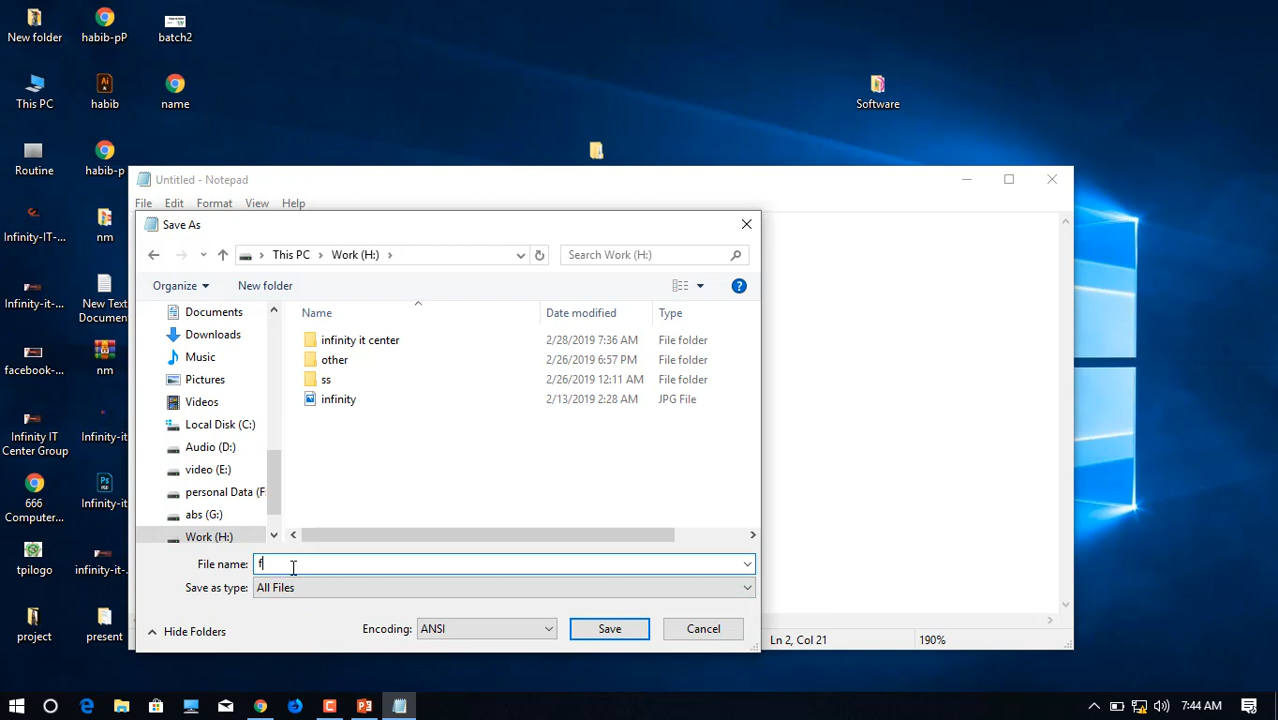 New folder
habib-pP
batch2
This PC
habib
name
Software
Routine
habib-p
Untitled - Notepad
File Edit Format View Help
Save As
This PC Work (H:)
Search Work (H:)
Organize
New folder
Name Date modified Type
Documents
Downloads
Music
Pictures
Videos
Local Disk (C:)
Audio (D:)
video (E:)
personal Data (F
abs (G:)
Work (H:)
infinity it center 2/28/2019 7:36 AM File folder
other 2/26/2019 6:57 PM File folder
ss 2/26/2019 12:11 AM File folder
infinity 2/13/2019 2:28 AM JPG File
File name: f
Save as type: All Files
Hide Folders
Encoding: ANSI
Save
Cancel
Ln 2, Col 21
190%
Infinity-IT-...
nm
Infinity-it-...
New Text
Documen
facebook-...
nm
Infinity IT
Center Group
Infinity-it
666
Computer...
Infinity-it
tpilogo
infinity-it-
project
present
7:44 AM